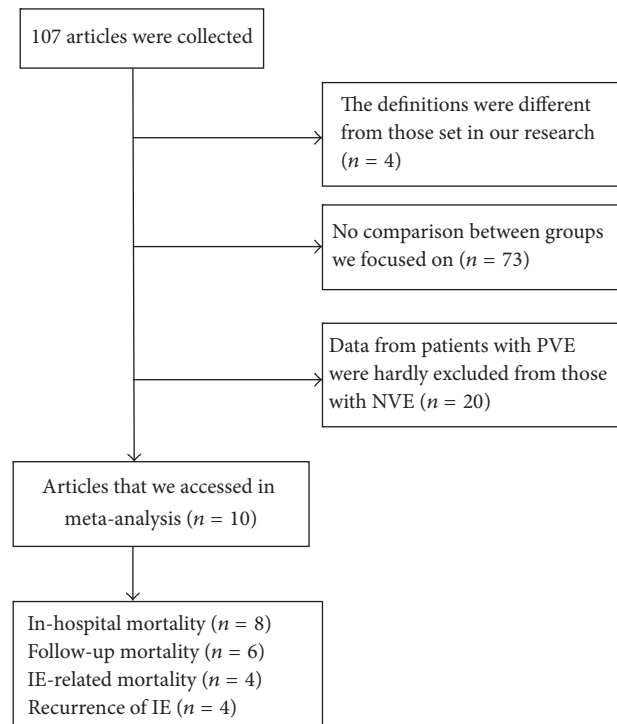 107 articles were collected
The definitions were different
from those set in our research
(n = 4)
No comparison between groups
we focused on (n = 73)
Data from patients with PVE
were hardly excluded from those
with NVE (n = 20)
Articles that we accessed in
meta-analysis (n = 10)
In-hospital mortality (n = 8)
Follow-up mortality (n = 6)
IE-related mortality (n = 4)
Recurrence of IE (n = 4)